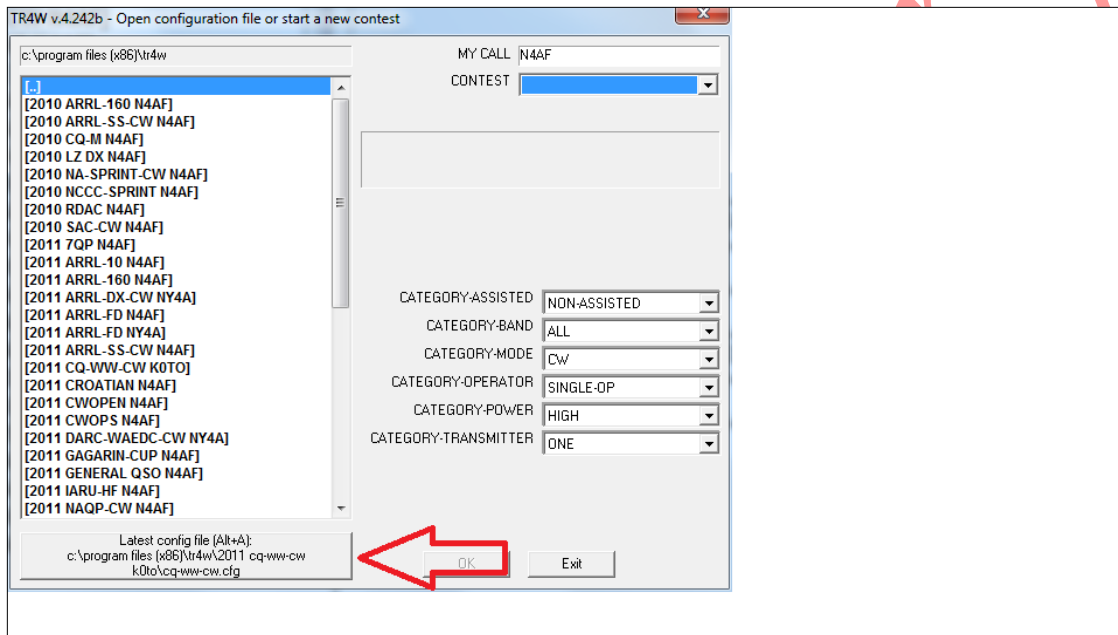 TR4W v.4.242b - Open configuration file or start a new contest
c:\program files (x86)\tr4w
[..]
[2010 ARRL-160 N4AF]
[2010 ARRL-SS-CW N4AF]
[2010 CQ-M N4AF]
[2010 LZ DX N4AF]
[2010 NA-SPRINT-CW N4AF]
[2010 NCCC-SPRINT N4AF]
[2010 RDAC N4AF]
[2010 SAC-CW N4AF]
[2011 7QP N4AF]
[2011 ARRL-10 N4AF]
[2011 ARRL-160 N4AF]
[2011 ARRL-DX-CW NY4A]
[2011 ARRL-FD N4AF]
[2011 ARRL-FD NY4A]
[2011 ARRL-SS-CW N4AF]
[2011 CQ-WW-CW K0TO]
[2011 CROATIAN N4AF]
[2011 CWOPEN N4AF]
[2011 CWOPS N4AF]
[2011 DARC-WAEDC-CW NY4A]
[2011 GAGARIN-CUP N4AF]
[2011 GENERAL QSO N4AF]
[2011 IARU-HF N4AF]
[2011 NAQP-CW N4AF]
Latest config file (Alt+A):
c:\program files (x86)\tr4w\2011 cq-ww-cw
k0to\cq-ww-cw.cfg
MY CALL N4AF
CONTEST
CATEGORY-ASSISTED NON-ASSISTED
CATEGORY-BAND ALL
CATEGORY-MODE CW
CATEGORY-OPERATOR SINGLE-OP
CATEGORY-POWER HIGH
CATEGORY-TRANSMITTER ONE
OK Exit